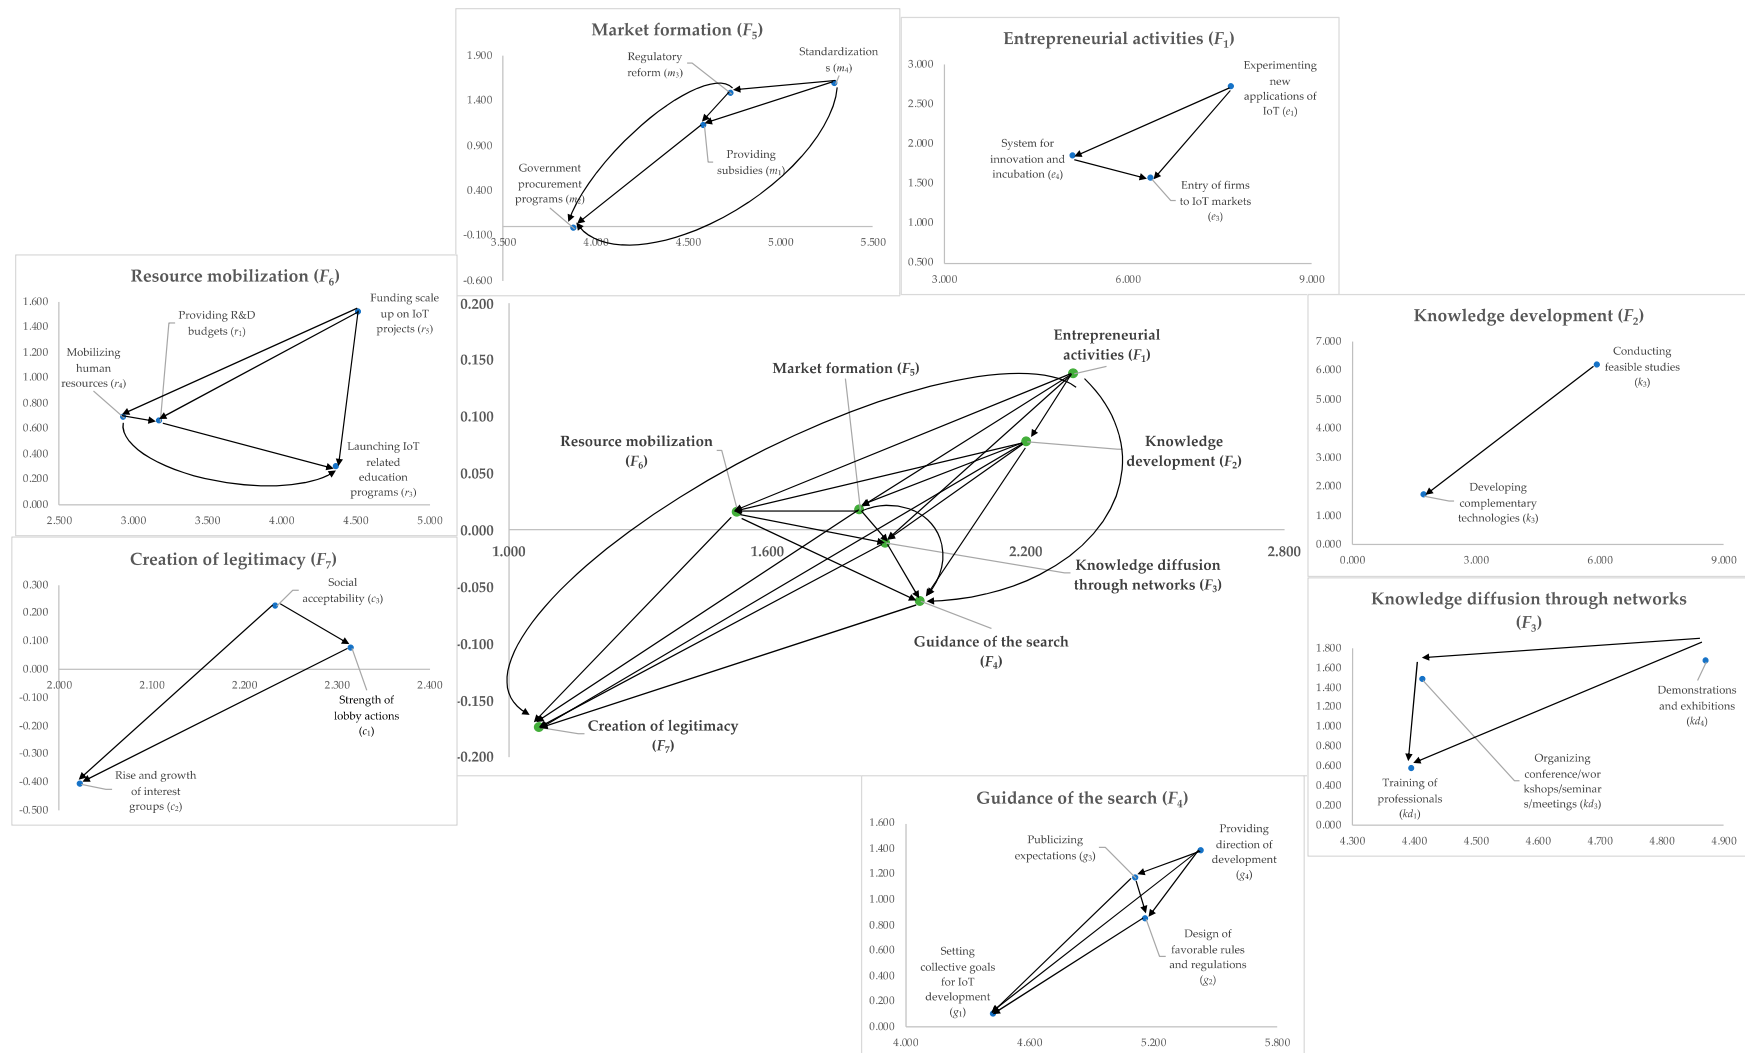 Market formation (F5)
1.900
1.400
0.900
0.400
-0.100
-0.600
3.500
4.000
4.500
5.000
5.500
Regulatory
reform (m3)
Standardization
s (m4)
Providing
subsidies (m1)
Government
procurement
programs (m2)
Entrepreneurial activities (F1)
3.000
2.500
2.000
1.500
1.000
0.500
3.000
6.000
9.000
Experimenting
new
applications of
IoT (e1)
System for
innovation and
incubation (e4)
Entry of firms
to IoT markets
(e3)
Resource mobilization (F6)
1.600
1.400
1.200
1.000
0.800
0.600
0.400
0.200
0.000
2.500
3.000
3.500
4.000
4.500
5.000
Providing R&D
budgets (r1)
Funding scale
up on IoT
projects (r5)
Mobilizing
human
resources (r4)
Launching IoT
related
education
programs (r3)
0.200
0.150
0.100
0.050
0.000
-0.050
-0.100
-0.150
-0.200
1.000
1.600
2.200
2.800
Entrepreneurial
activities (F1)
Market formation (F5)
Resource mobilization
(F6)
Knowledge
development (F2)
Knowledge diffusion
through networks (F3)
Guidance of the search
(F4)
Creation of legitimacy
(F7)
Knowledge development (F2)
7.000
6.000
5.000
4.000
3.000
2.000
1.000
0.000
0.000
3.000
6.000
9.000
Conducting
feasible studies
(k3)
Developing
complementary
technologies (k3)
Creation of legitimacy (F7)
0.300
0.200
0.100
0.000
-0.100
-0.200
-0.300
-0.400
-0.500
2.000
2.100
2.200
2.300
2.400
Social
acceptability (c3)
Strength of
lobby actions
(c1)
Rise and growth
of interest
groups (c2)
Knowledge diffusion through networks
(F3)
1.800
1.600
1.400
1.200
1.000
0.800
0.600
0.400
0.200
0.000
4.300
4.400
4.500
4.600
4.700
4.800
4.900
Demonstrations
and exhibitions
(kd4)
Organizing
conference/wor
kshops/seminar
s/meetings (kd3)
Training of
professionals
(kd1)
Guidance of the search (F4)
1.600
1.400
1.200
1.000
0.800
0.600
0.400
0.200
0.000
4.000
4.600
5.200
5.800
Publicizing
expectations (g3)
Providing
direction of
development
(g4)
Design of
favorable rules
and regulations
(g2)
Setting
collective goals
for IoT
development
(g1)